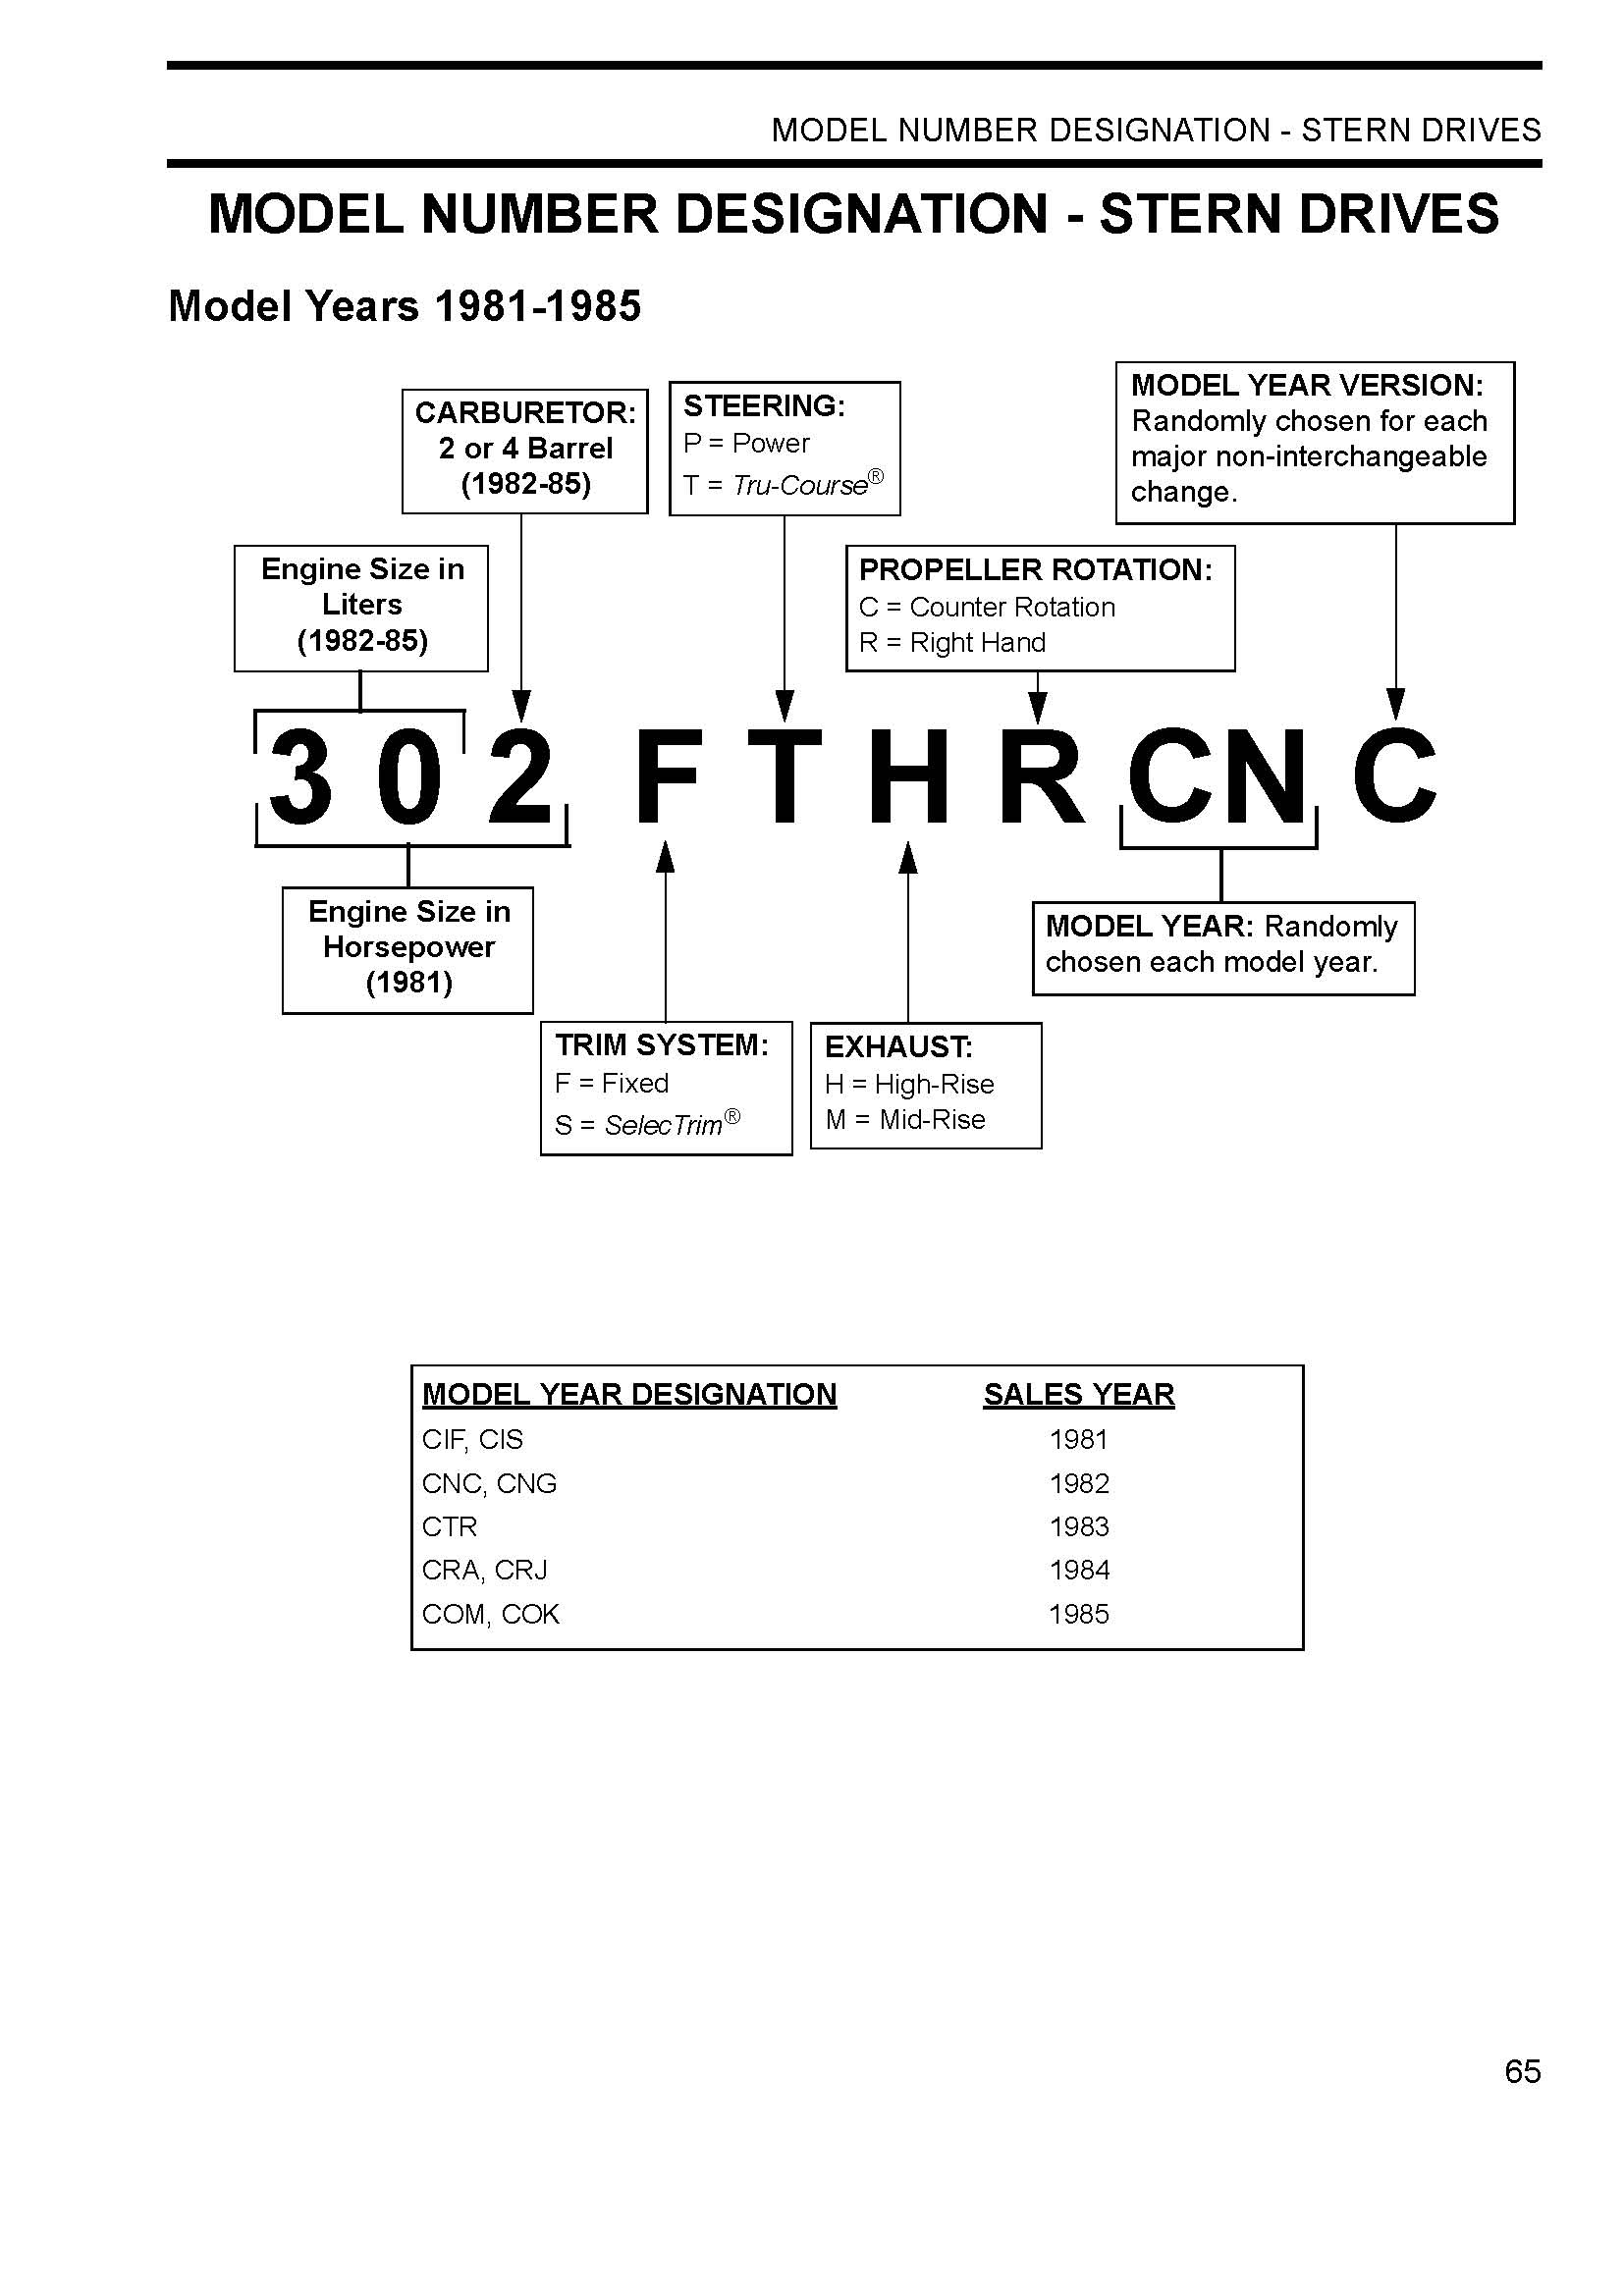 MODEL NUMBER DESIGNATION - STERN DRIVES
MODEL NUMBER DESIGNATION - STERN DRIVES
Model Years 1981-1985
CARBURETOR:
2 or 4 Barrel
(1982-85)
STEERING:
P = Power
T = Tru-Course®
MODEL YEAR VERSION:
Randomly chosen for each
major non-interchangeable
change.
Engine Size in
Liters
(1982-85)
PROPELLER ROTATION:
C = Counter Rotation
R = Right Hand
3 0 2 F T H R CN C
Engine Size in
Horsepower
(1981)
MODEL YEAR: Randomly
chosen each model year.
TRIM SYSTEM:
F = Fixed
S = SelecTrim®
EXHAUST:
H = High-Rise
M = Mid-Rise
MODEL YEAR DESIGNATION SALES YEAR
CIF, CIS 1981
CNC, CNG 1982
CTR 1983
CRA, CRJ 1984
COM, COK 1985
65